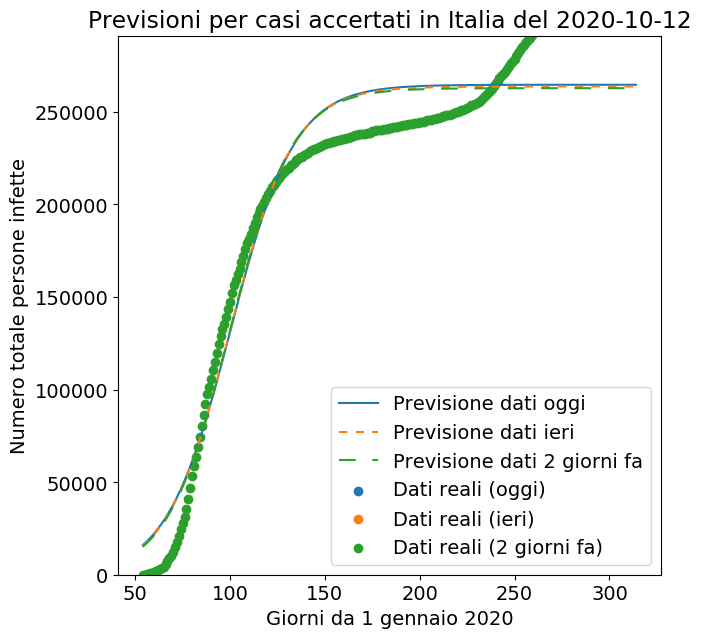 Previsioni per casi accertati in Italia del 2020-10-12
Numero totale persone infette
250000
200000
150000
100000
50000
0
50
100
150
200
250
300
Giorni da 1 gennaio 2020
Previsione dati oggi
Previsione dati ieri
Previsione dati 2 giorni fa
Dati reali (oggi)
Dati reali (ieri)
Dati reali (2 giorni fa)